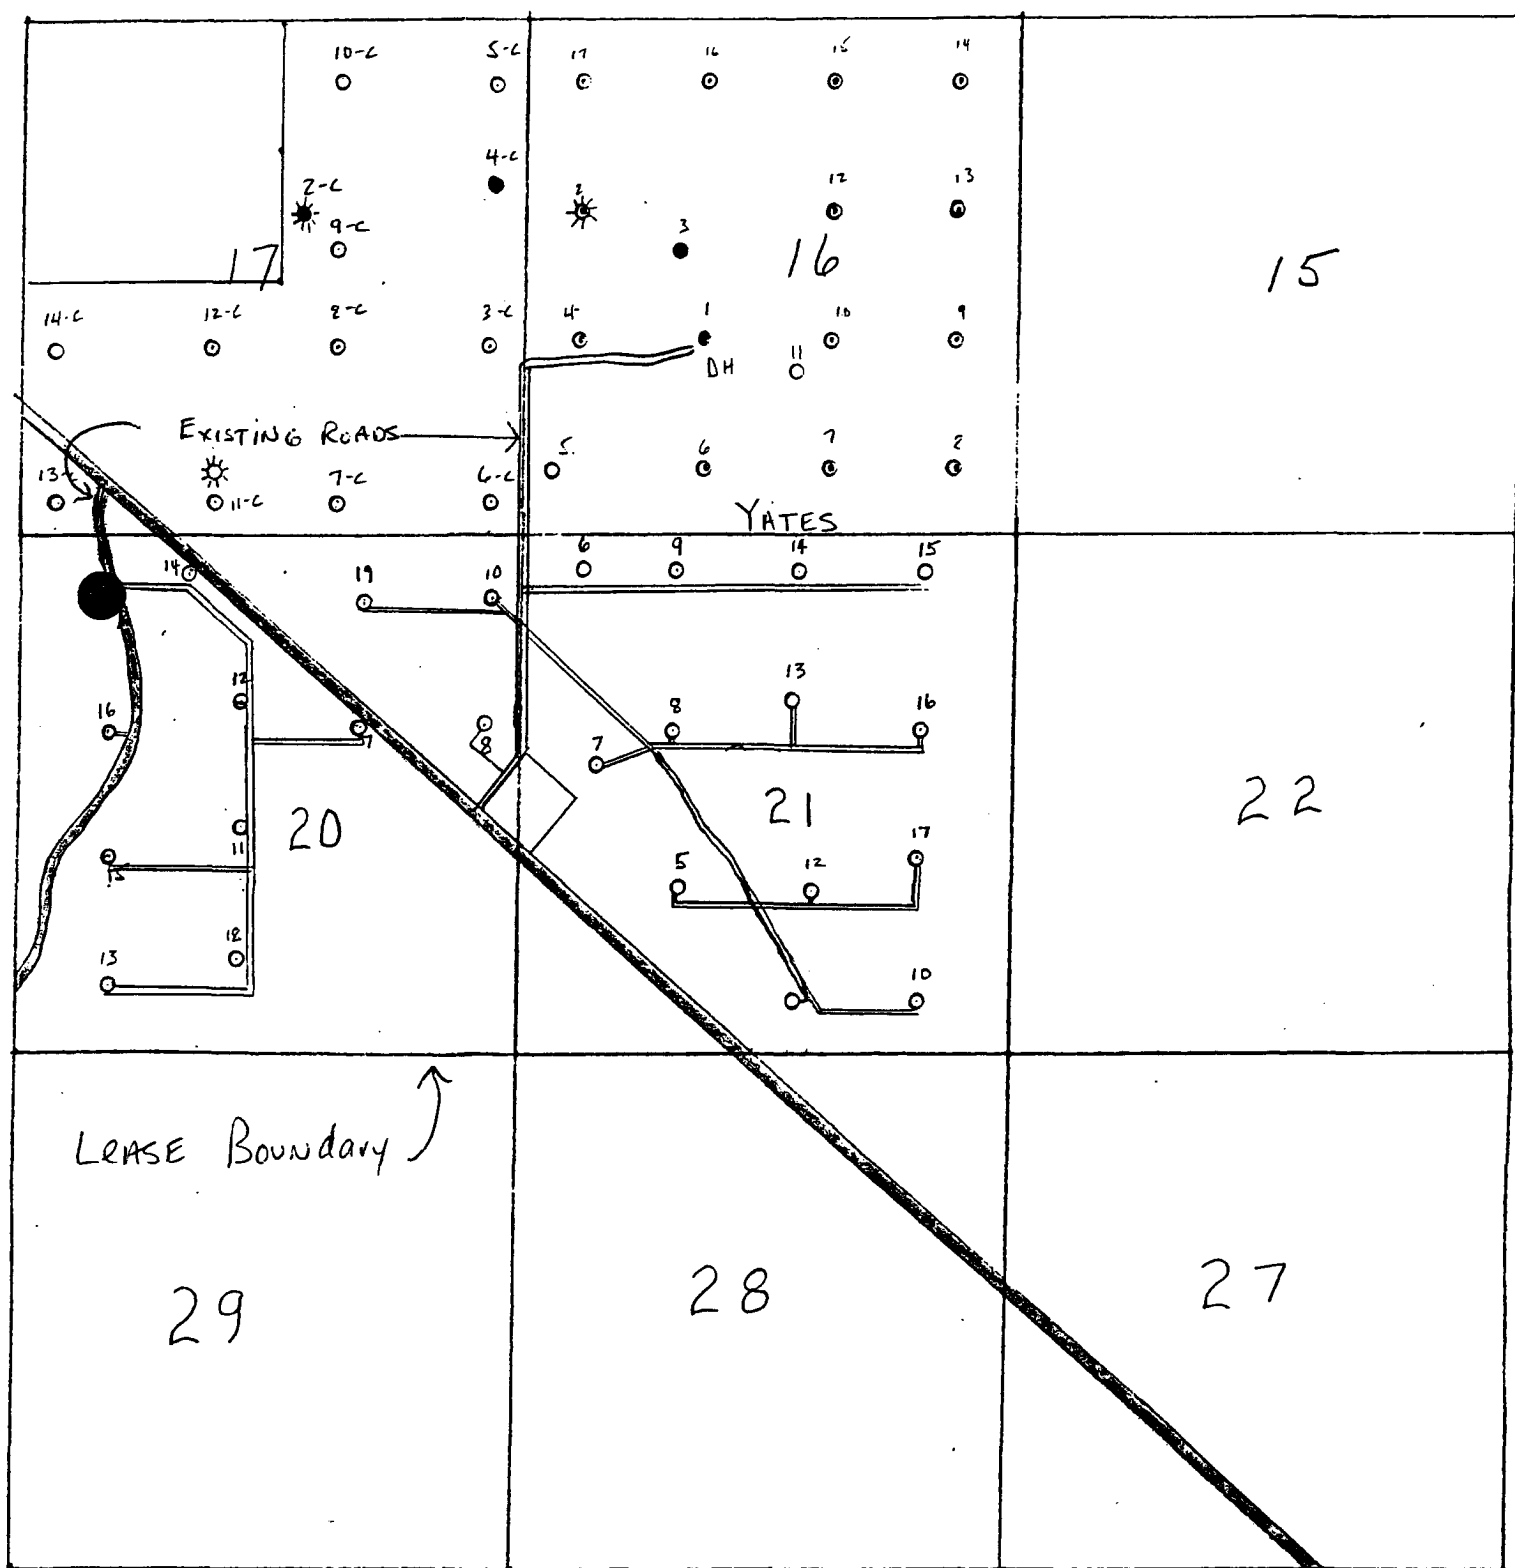 10-C 5-C 17 16 15 14
4-C
2-C 2 12 13
9-C 3
17 16 15
14-C 12-C 8-C 3-C 4 1 10 9
DH 11
EXISTING ROADS
13-C 11-C 7-C 6-C 5 6 7 8
YATES
14 19 10 6 9 14 15
12 13
16 7 8 7 8 16
20 21 22
11 5 12 17
15
18
13 10
LEASE Boundary
29 28 27